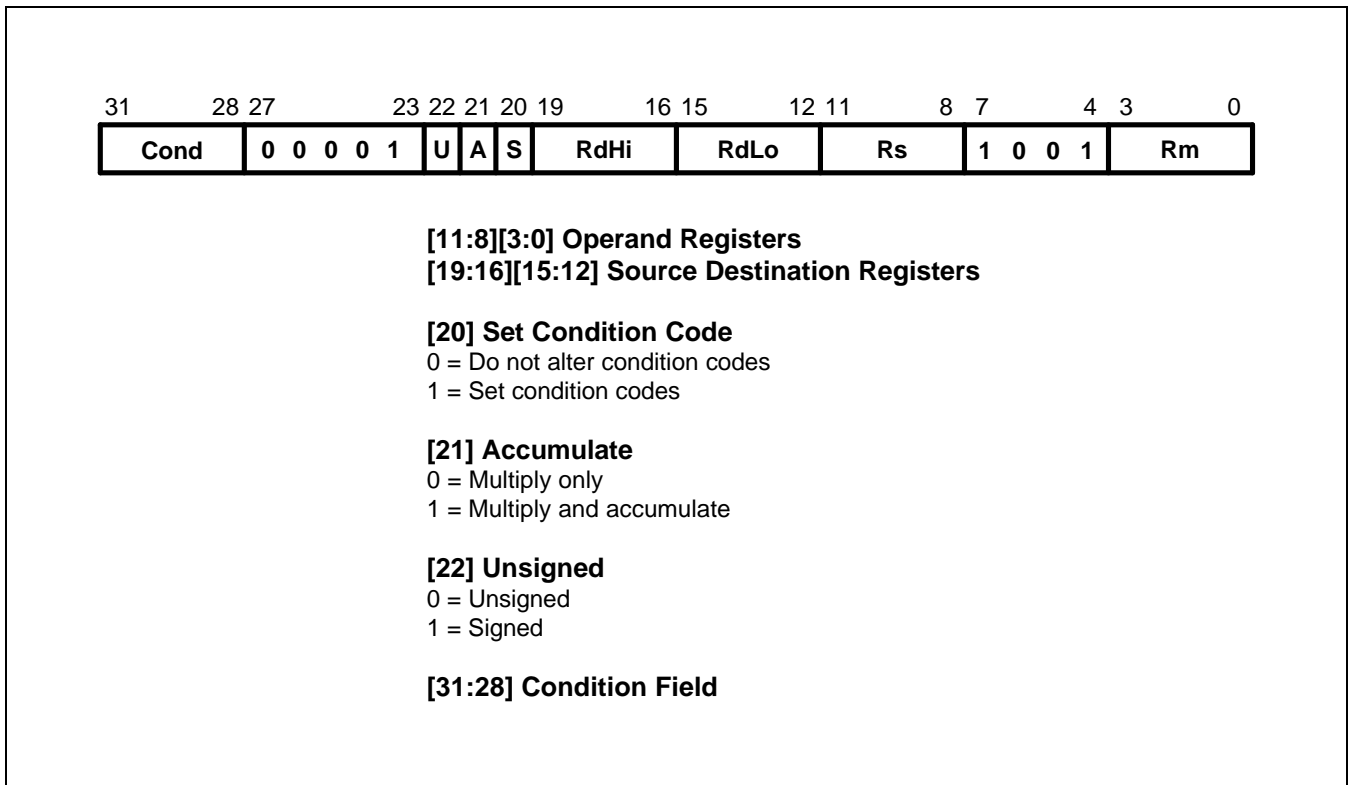 31 28 27 23 22 21 20 19 16 15 12 11 8 7 4 3 0
Cond 0 0 0 0 1 U A S RdHi RdLo Rs 1 0 0 1 Rm
[11:8][3:0] Operand Registers
[19:16][15:12] Source Destination Registers
[20] Set Condition Code
0 = Do not alter condition codes
1 = Set condition codes
[21] Accumulate
0 = Multiply only
1 = Multiply and accumulate
[22] Unsigned
0 = Unsigned
1 = Signed
[31:28] Condition Field